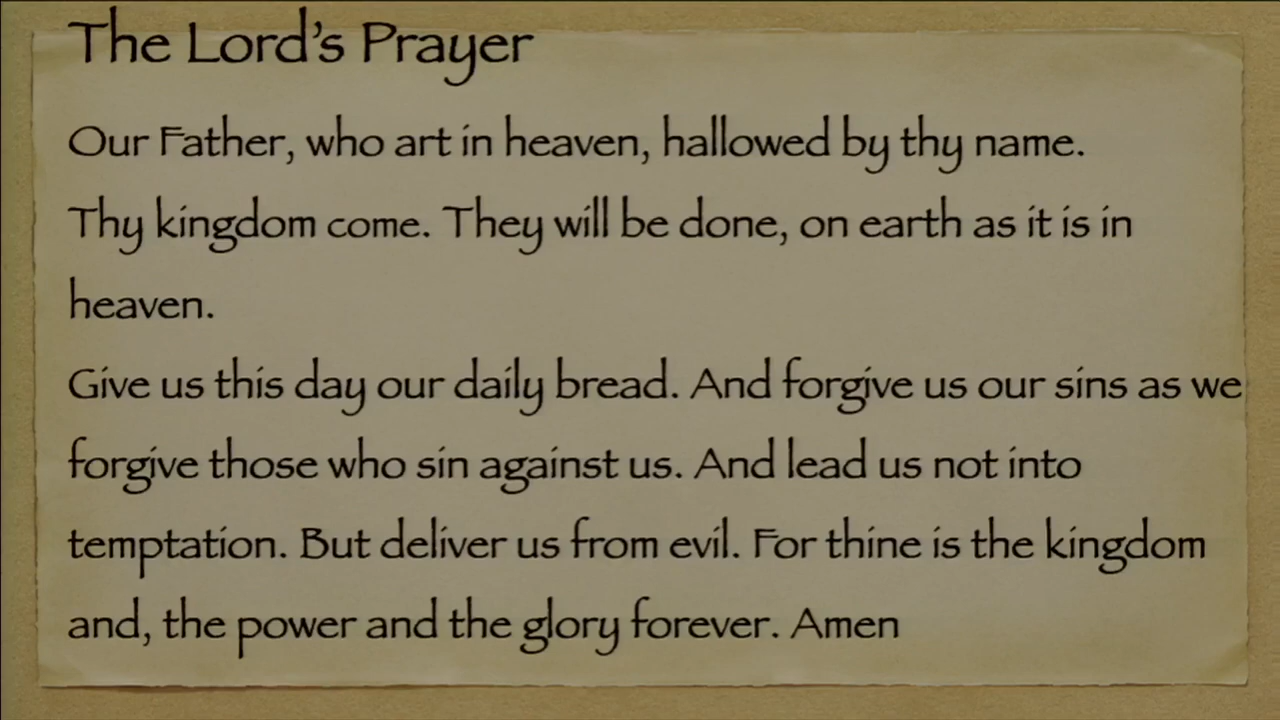 The Lord's Prayer
Our Father, who art in heaven, hallowed by thy name.
Thy kingdom come. They will be done, on earth as it is in
heaven.
Give us this day our daily bread. And forgive us our sins as we
forgive those who sin against us. And lead us not into
temptation. But deliver us from evil. For thine is the kingdom
and, the power and the glory forever. Amen